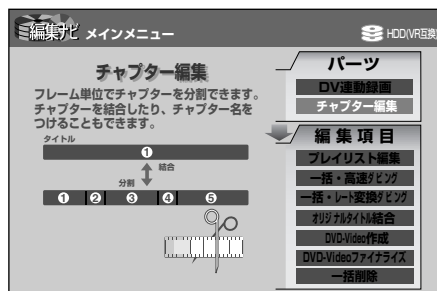 編集ナビ メインメニュー
HDD(VR互換)
チャプター編集
フレーム単位でチャプターを分割できます。
チャプターを結合したり、チャプター名を
つけることもできます。
タイトル
❶
結合
分割
❶ ❷ ❸ ❹ ❺
パーツ
DV連動録画
チャプター編集
編集項目
プレイリスト編集
一括・高速ダビング
一括・レート変換ダビング
オリジナルタイトル結合
DVD-Video作成
DVD-Videoファイナライズ
一括削除